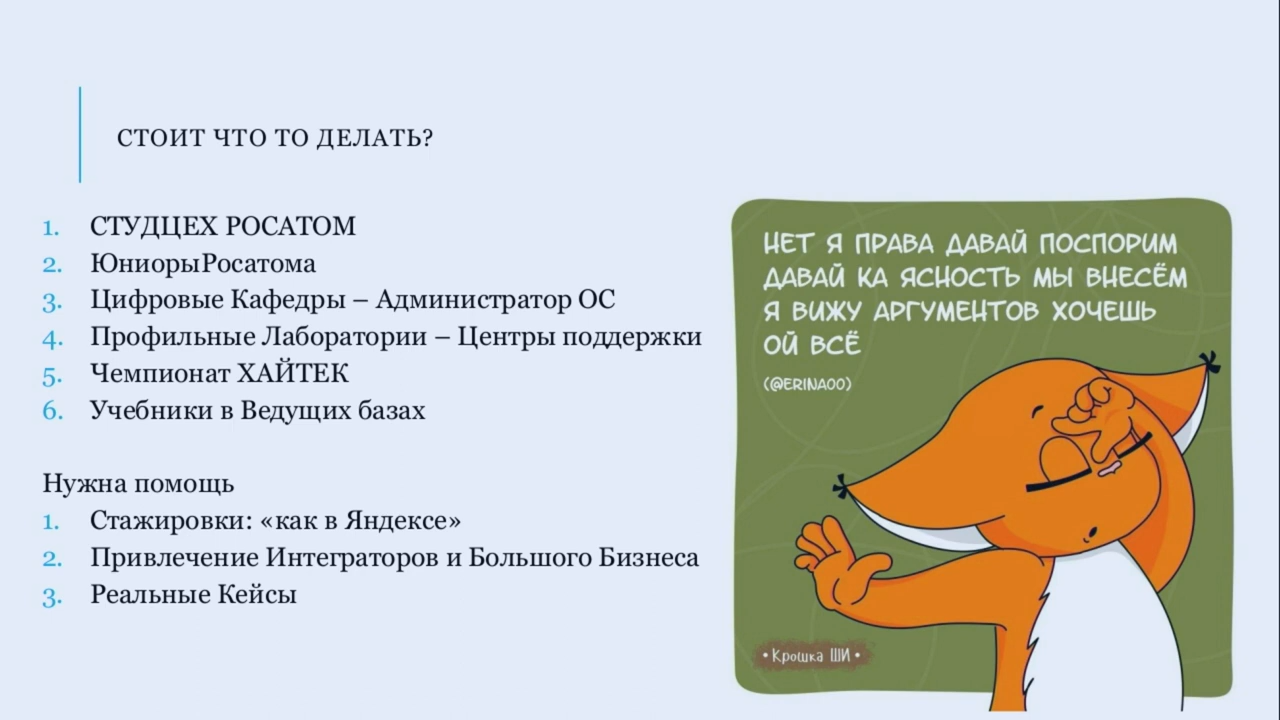 СТОИТ ЧТО ТО ДЕЛАТЬ?
1. СТУДЦЕХ РОСАТОМ
2. ЮниорыРосатома
3. Цифровые Кафедры – Администратор ОС
4. Профильные Лаборатории – Центры поддержки
5. Чемпионат ХАЙТЕК
6. Учебники в Ведущих базах
Нужна помощь
1. Стажировки: «как в Яндексе»
2. Привлечение Интеграторов и Большого Бизнеса
3. Реальные Кейсы
НЕТ Я ПРАВА ДАВАЙ ПОСПОРИМ
ДАВАЙ КА ЯСНОСТЬ МЫ ВНЕСЁМ
Я ВИЖУ АРГУМЕНТОВ ХОЧЕШЬ
ОЙ ВСЁ
(@ERINA00)
• Крошка ШИ •